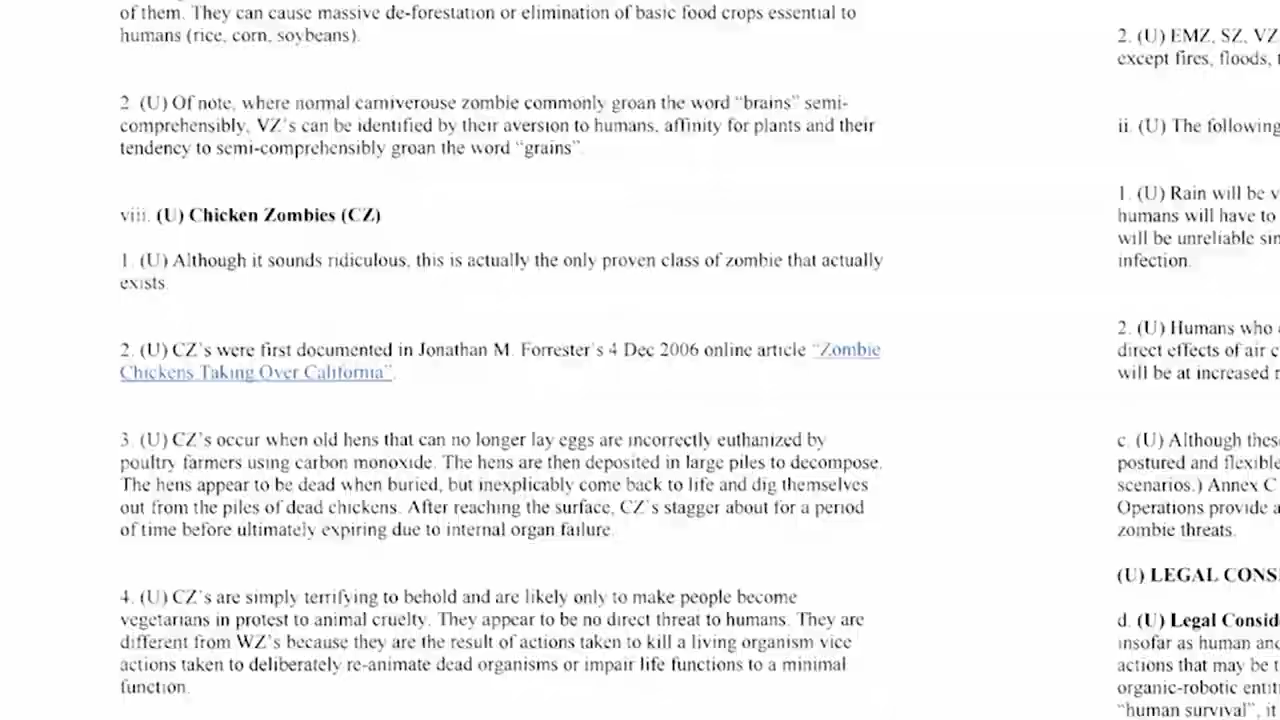 of them. They can cause massive de-forestation or elimination of basic food crops essential to
humans (rice, corn, soybeans).
2. (U) Of note, where normal carniverouse zombie commonly groan the word “brains” semi-
comprehensibly, VZ’s can be identified by their aversion to humans, affinity for plants and their
tendency to semi-comprehensibly groan the word “grains”.
viii. (U) Chicken Zombies (CZ)
1. (U) Although it sounds ridiculous, this is actually the only proven class of zombie that actually
exists.
2. (U) CZ’s were first documented in Jonathan M. Forrester’s 4 Dec 2006 online article “Zombie
Chickens Taking Over California”.
3. (U) CZ’s occur when old hens that can no longer lay eggs are incorrectly euthanized by
poultry farmers using carbon monoxide. The hens are then deposited in large piles to decompose.
The hens appear to be dead when buried, but inexplicably come back to life and dig themselves
out from the piles of dead chickens. After reaching the surface, CZ’s stagger about for a period
of time before ultimately expiring due to internal organ failure.
4. (U) CZ’s are simply terrifying to behold and are likely only to make people become
vegetarians in protest to animal cruelty. They appear to be no direct threat to humans. They are
different from WZ’s because they are the result of actions taken to kill a living organism vice
actions taken to deliberately re-animate dead organisms or impair life functions to a minimal
function.
2. (U) EMZ, SZ, VZ
except fires, floods,
ii. (U) The following
1. (U) Rain will be
humans will have to
will be unreliable
infection.
2. (U) Humans who
direct effects of air
will be at increased
c. (U) Although
postured and
scenarios.) Annex C
Operations provide
zombie threats.
(U) LEGAL
d. (U) Legal
insofar as human
actions that may be
organic-robotic
“human survival”, it